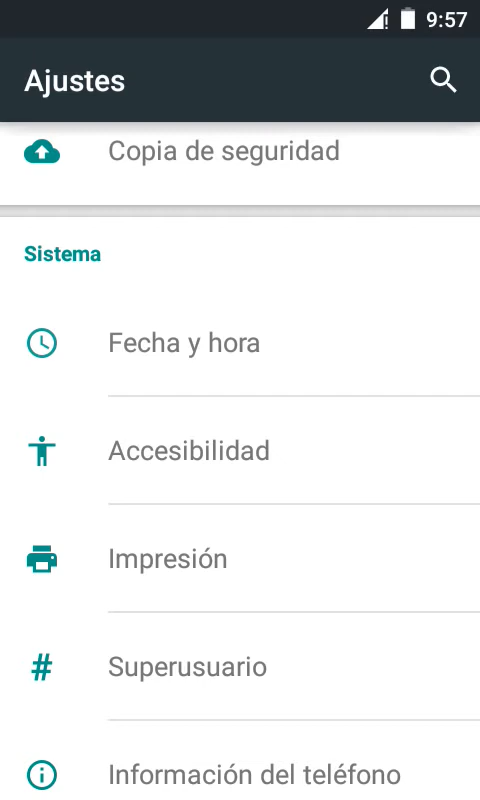 9:57
Ajustes
Copia de seguridad
Sistema
Fecha y hora
Accesibilidad
Impresión
# Superusuario
Información del teléfono